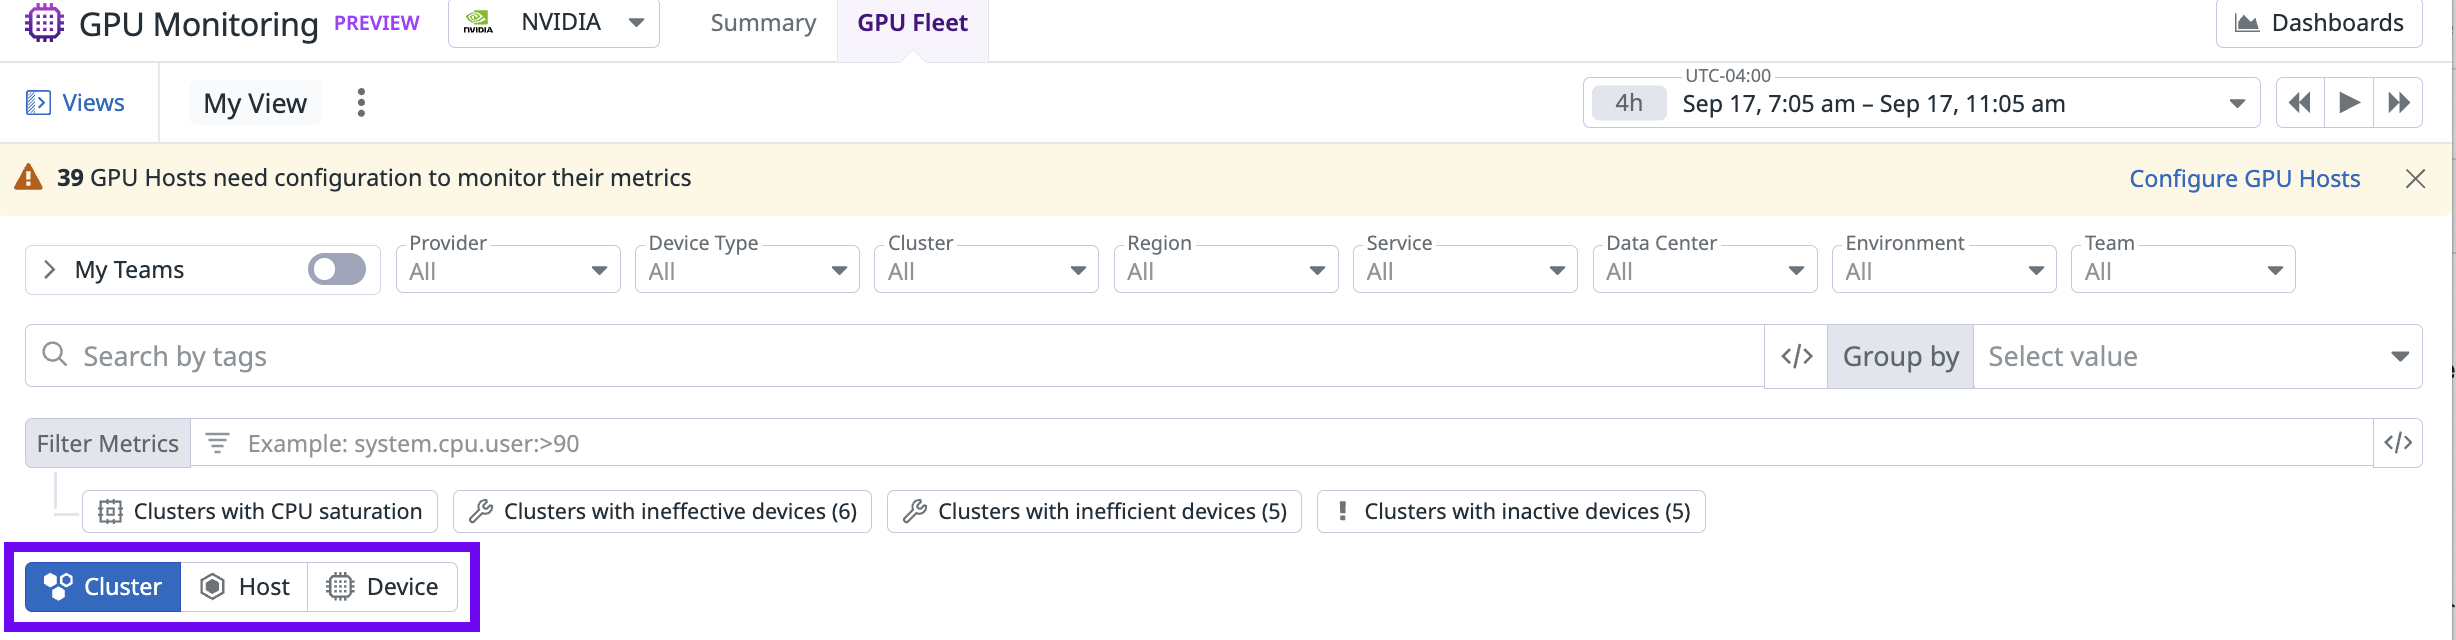 GPU Monitoring PREVIEW NVIDIA NVIDIA Summary GPU Fleet Dashboards
Views My View UTC-04:00 4h Sep 17, 7:05 am – Sep 17, 11:05 am
39 GPU Hosts need configuration to monitor their metrics Configure GPU Hosts
Provider Device Type Cluster Region Service Data Center Environment Team
My Teams All All All All All All All All
Search by tags </> Group by Select value
Filter Metrics Example: system.cpu.user:>90 </>
Clusters with CPU saturation Clusters with ineffective devices (6) Clusters with inefficient devices (5) Clusters with inactive devices (5)
Cluster Host Device